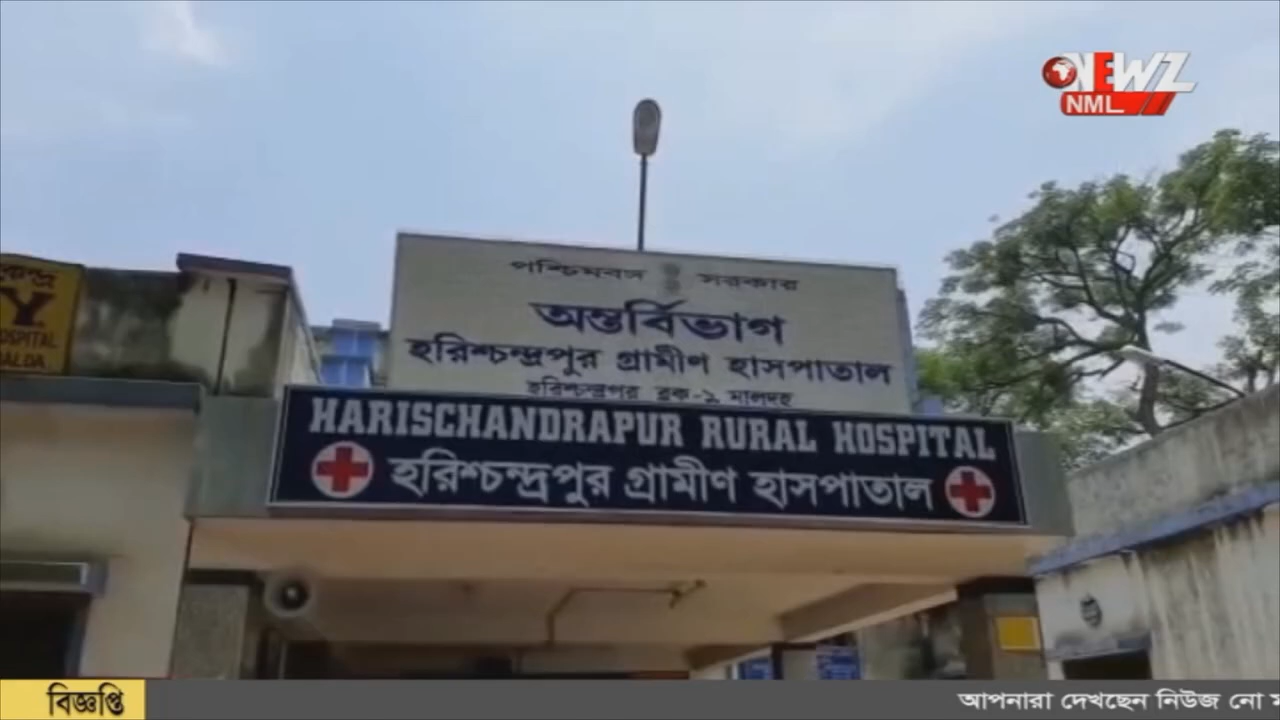 NEWZ
NML
কেন্দ্র
Y
HOSPITAL
পশ্চিমবঙ্গ সরকার
অন্তর্বিভাগ
হরিশ্চন্দ্রপুর গ্রামীণ হাসপাতাল
হরিশ্চন্দ্রপুর ব্লক-১ মালদহ
HARISCHANDRAPUR RURAL HOSPITAL
হরিশ্চন্দ্রপুর গ্রামীণ হাসপাতাল
বিজ্ঞপ্তি
আপনারা দেখছেন নিউজ নো